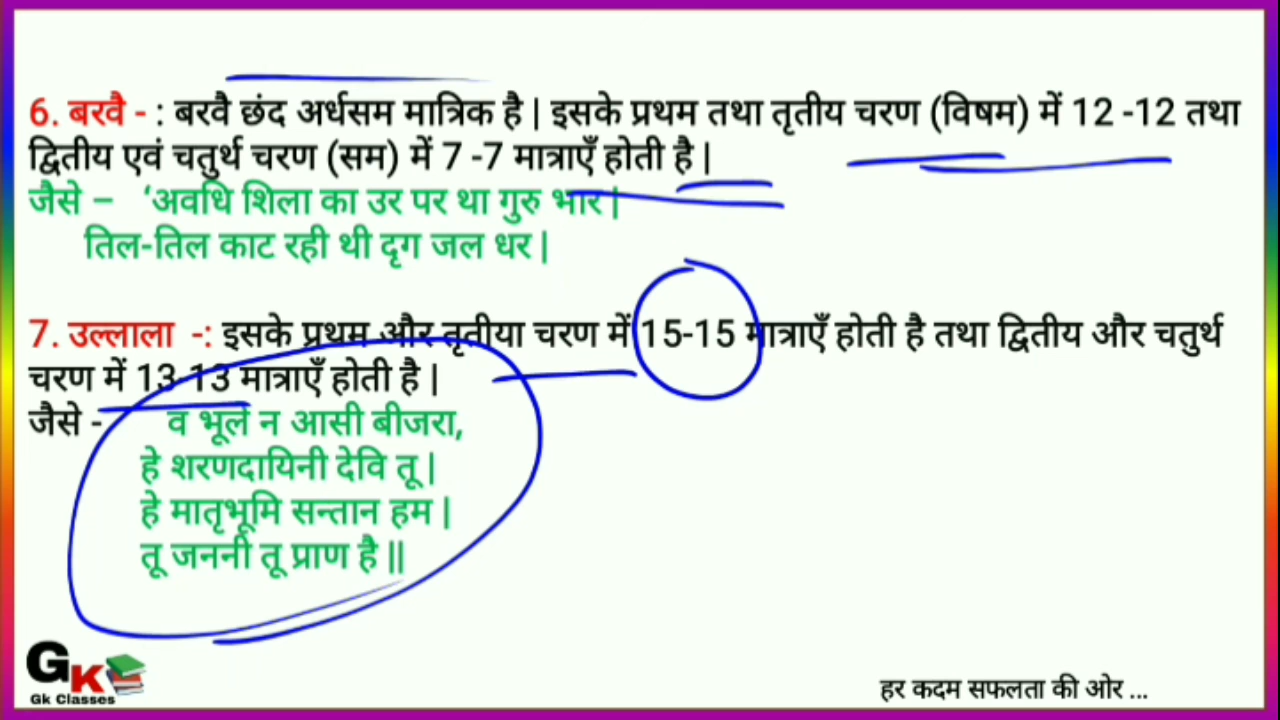 6. बरवै - : बरवै छंद अर्धसम मात्रिक है | इसके प्रथम तथा तृतीय चरण (विषम) में 12 -12 तथा
द्वितीय एवं चतुर्थ चरण (सम) में 7 -7 मात्राएँ होती है |
जैसे – ‘अवधि शिला का उर पर था गुरु भार |
तिल-तिल काट रही थी दृग जल धर |
7. उल्लाला -: इसके प्रथम और तृतीया चरण में 15-15 मात्राएँ होती है तथा द्वितीय और चतुर्थ
चरण में 13-13 मात्राएँ होती है |
जैसे - व भूले न आसी बीजरा,
हे शरणदायिनी देवि तू |
हे मातृभूमि सन्तान हम |
तू जननी तू प्राण है ||
GK
Gk Classes
हर कदम सफलता की ओर ...